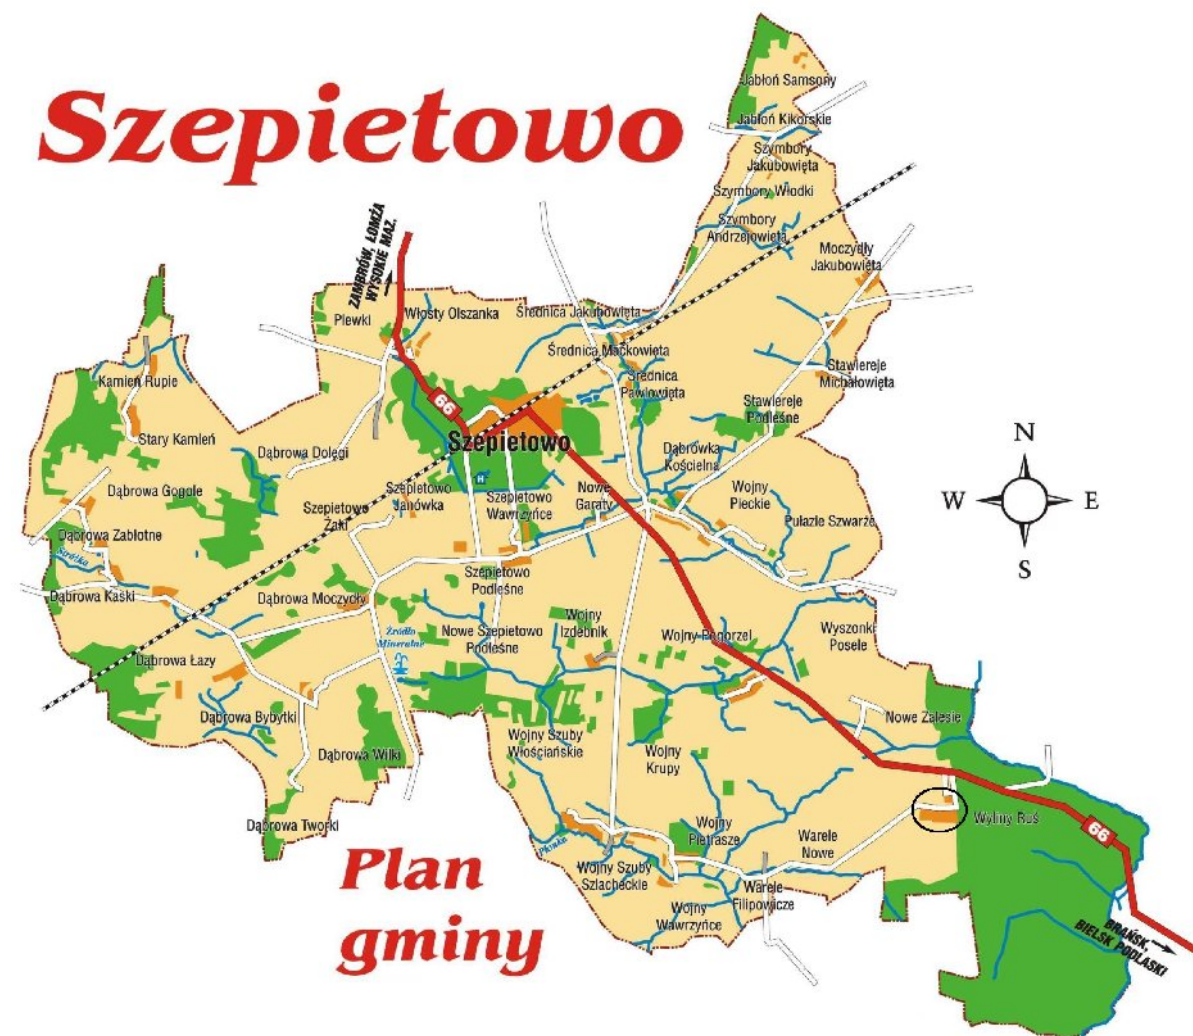 Szepietowo
Jabłoń Samsony
Jabłoń Kikorskie
Szymbory
Jakubowięta
Szymbory Włodki
Szymbory
Andrzejowięta
Moczydły
Jakubowięta
ZAMBRÓW, ŁOMŻA
WYSOKIE MAZ.
Plewki
Włosty Olszanka
Średnica Jakubowięta
Średnica Maćkowięta
Średnica
Pawłowięta
Stawiereje
Michałowięta
Stawiereje
Podleśne
Kamień Rupie
Stary Kamień
66
Szepietowo
Dąbrowa Dołęgi
Dąbrówka
Kościelna
Dąbrowa Gogole
Szepietowo
Żaki
Szepietowo
Janówka
H
Szepietowo
Wawrzyńce
Nowe
Garaty
Wojny
Pieckie
Pułazie Szwarże
N
W
E
S
Dąbrowa Zabłotne
Dąbrowa Kaski
Szepietowo
Podleśne
Dąbrowa Moczydły
Źródło
Mineralne
Nowe Szepietowo
Podleśne
Wojny
Izdebnik
Wojny Pogorzel
Wyszonki
Posele
Dąbrowa Łazy
Dąbrowa Bybytki
Dąbrowa Wilki
Wojny Szuby
Włościańskie
Wojny
Krupy
Nowe Zalesie
Dąbrowa Tworki
Wojny
Pietrasze
Warele
Nowe
Wyliny Ruś
66
Wojny Szuby
Szlacheckie
Warele
Filipowicze
Wojny
Wawrzyńce
BRAŃSK,
BIELSK PODLASKI
Plan
gminy